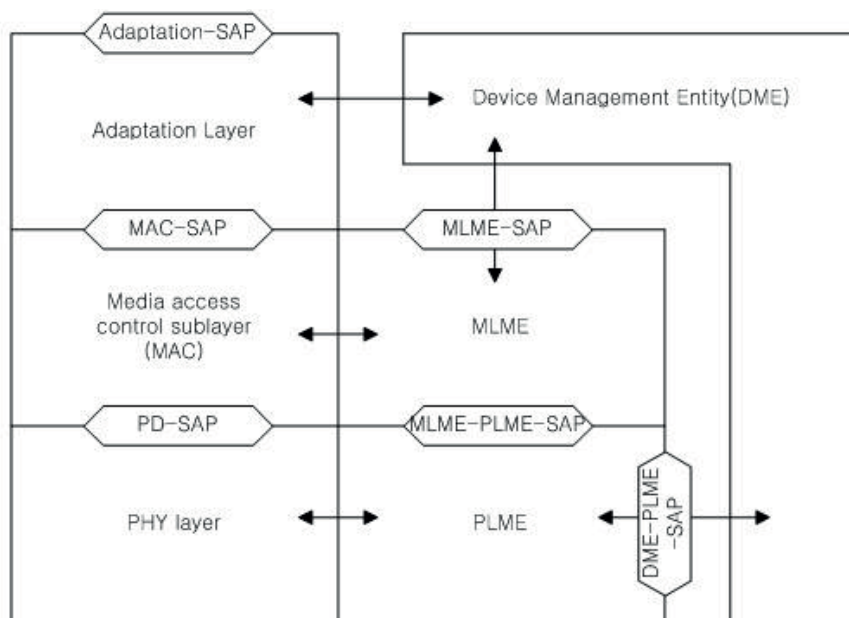 Adaptation-SAP
Device Management Entity(DME)
Adaptation Layer
MAC-SAP
MLME-SAP
Media access
control sublayer
(MAC)
MLME
PD-SAP
MLME-PLME-SAP
PHY layer
PLME
DME-PLME
-SAP